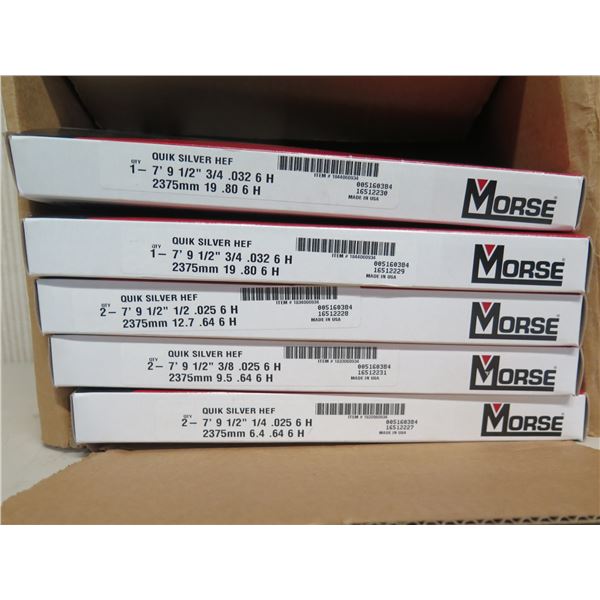 QUIK SILVER HEF
QTY 1– 7' 9 1/2" 3/4 .032 6 H
2375mm 19 .80 6 H
ITEM # 1844060934
005160384
16512230
MADE IN USA
MORSE
QUIK SILVER HEF
QTY 1– 7' 9 1/2" 3/4 .032 6 H
2375mm 19 .80 6 H
ITEM # 1844060934
005160384
16512229
MADE IN USA
MORSE
QUIK SILVER HEF
QTY 2– 7' 9 1/2" 1/2 .025 6 H
2375mm 12.7 .64 6 H
005160384
16512228
MADE IN USA
MORSE
QUIK SILVER HEF
QTY 2– 7' 9 1/2" 3/8 .025 6 H
2375mm 9.5 .64 6 H
005160384
16512231
MADE IN USA
MORSE
QUIK SILVER HEF
QTY 2– 7' 9 1/2" 1/4 .025 6 H
2375mm 6.4 .64 6 H
005160384
16512227
MADE IN USA
MORSE